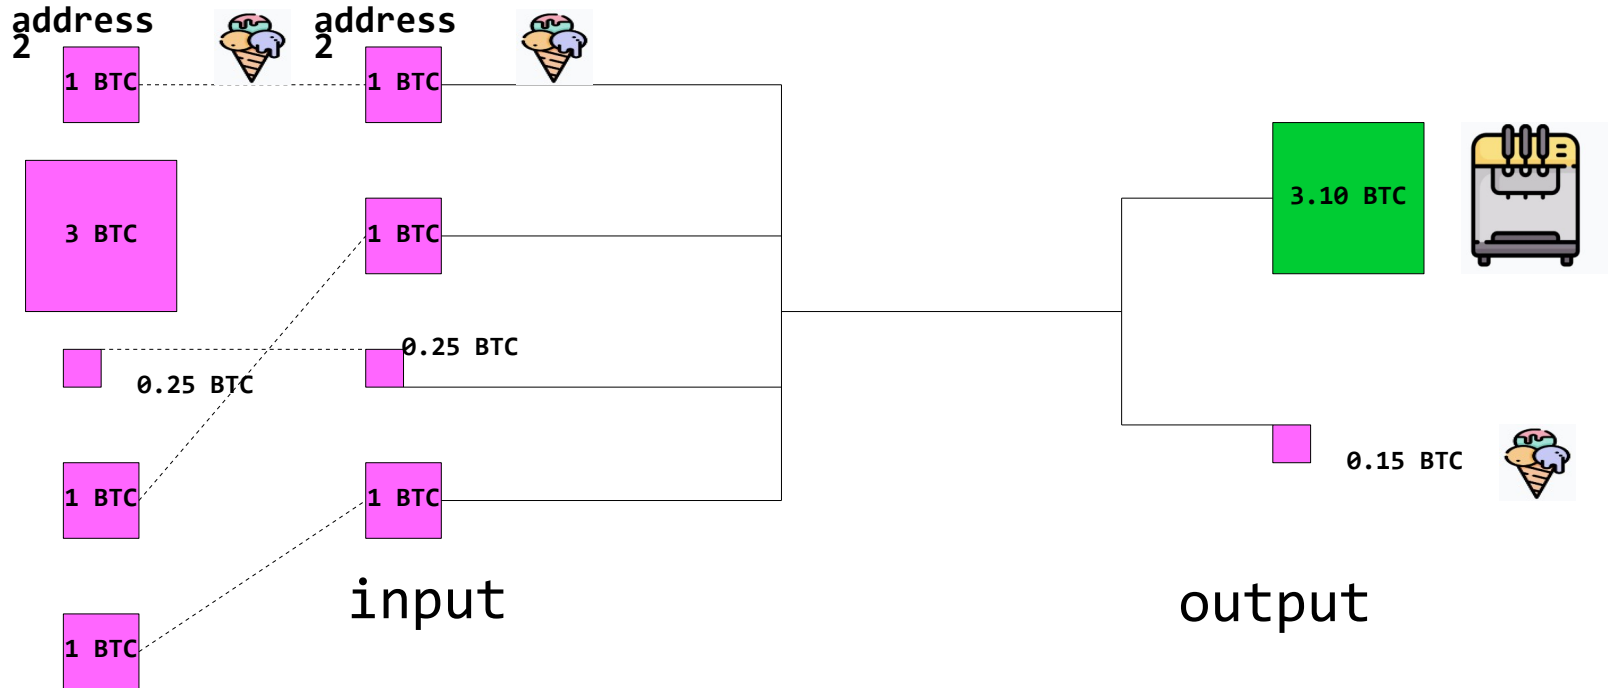 address
2
address
2
1 BTC
1 BTC
3 BTC
1 BTC
3.10 BTC
0.25 BTC
0.25 BTC
0.15 BTC
1 BTC
1 BTC
input
output
1 BTC